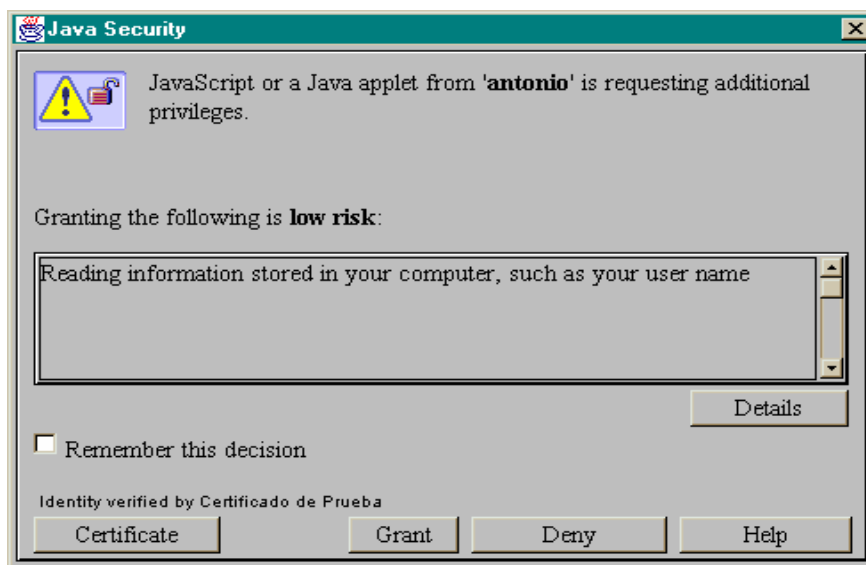 Java Security
JavaScript or a Java applet from 'antonio' is requesting additional
privileges.
Granting the following is low risk:
Reading information stored in your computer, such as your user name
Details
Remember this decision
Identity verified by Certificado de Prueba
Certificate Grant Deny Help